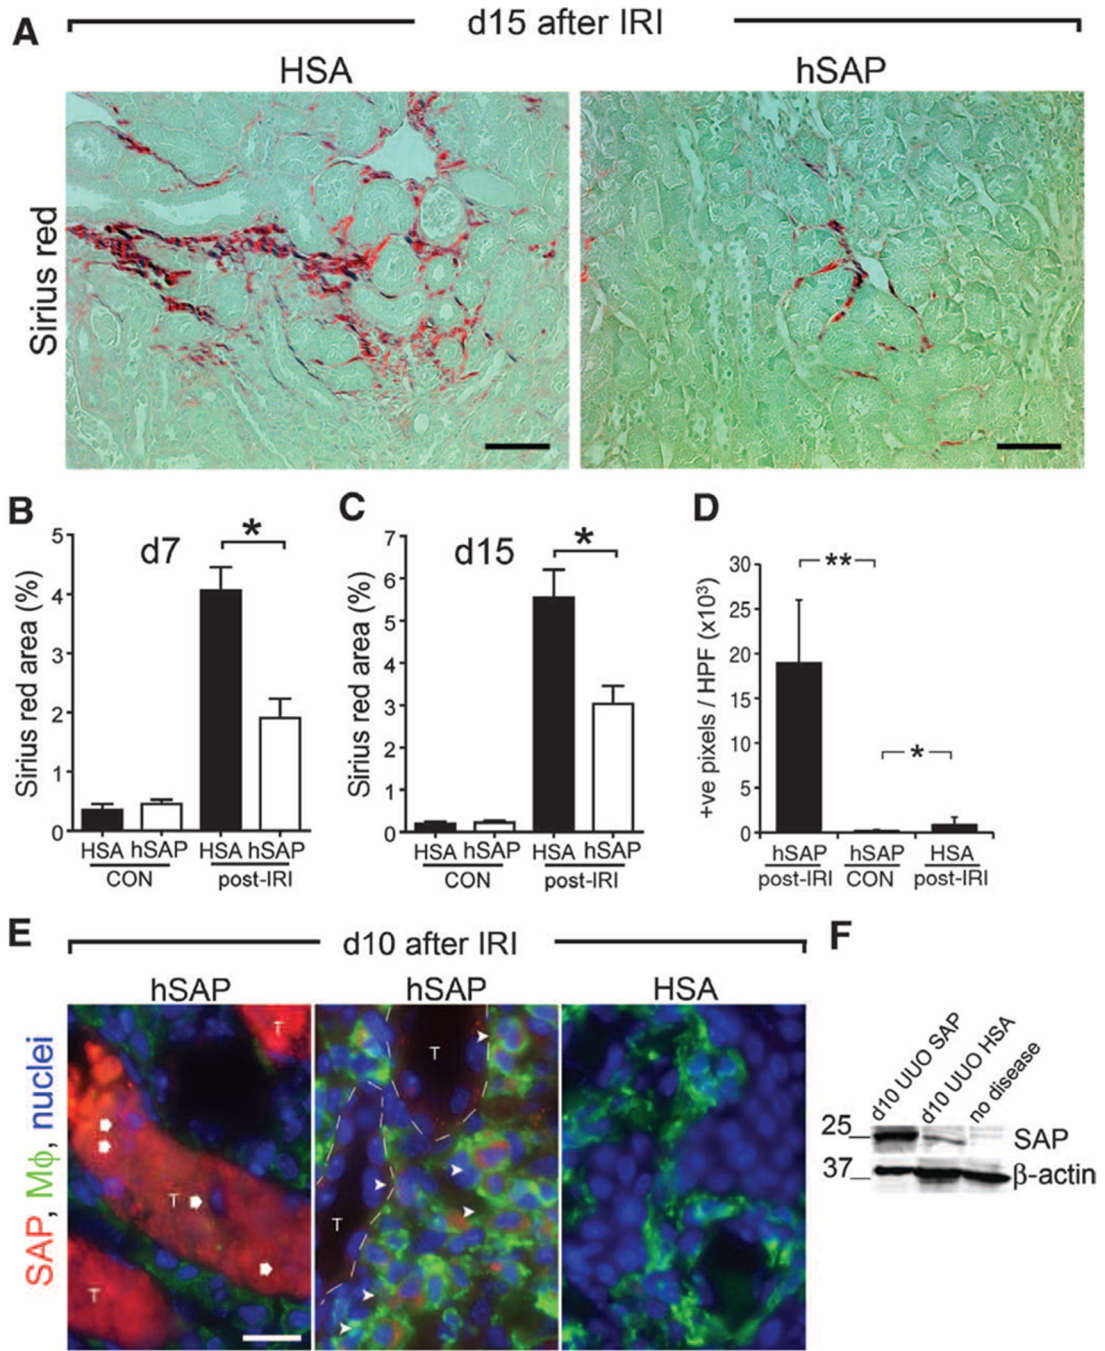 A
d15 after IRI
HSA
hSAP
Sirius red
B
Sirius red area (%)
5
4
3
2
1
0
d7
*
HSA hSAP HSA hSAP
CON post-IRI
C
Sirius red area (%)
7
6
5
4
3
2
1
0
d15
*
HSA hSAP HSA hSAP
CON post-IRI
D
+ve pixels / HPF (x10³)
30
25
20
15
10
5
0
**
*
hSAP hSAP HSA
post-IRI CON post-IRI
E
d10 after IRI
hSAP
hSAP
HSA
SAP, Mϕ, nuclei
T
T
T
T
T
F
d10 UUO SAP
d10 UUO HSA
no disease
25
SAP
37
β-actin